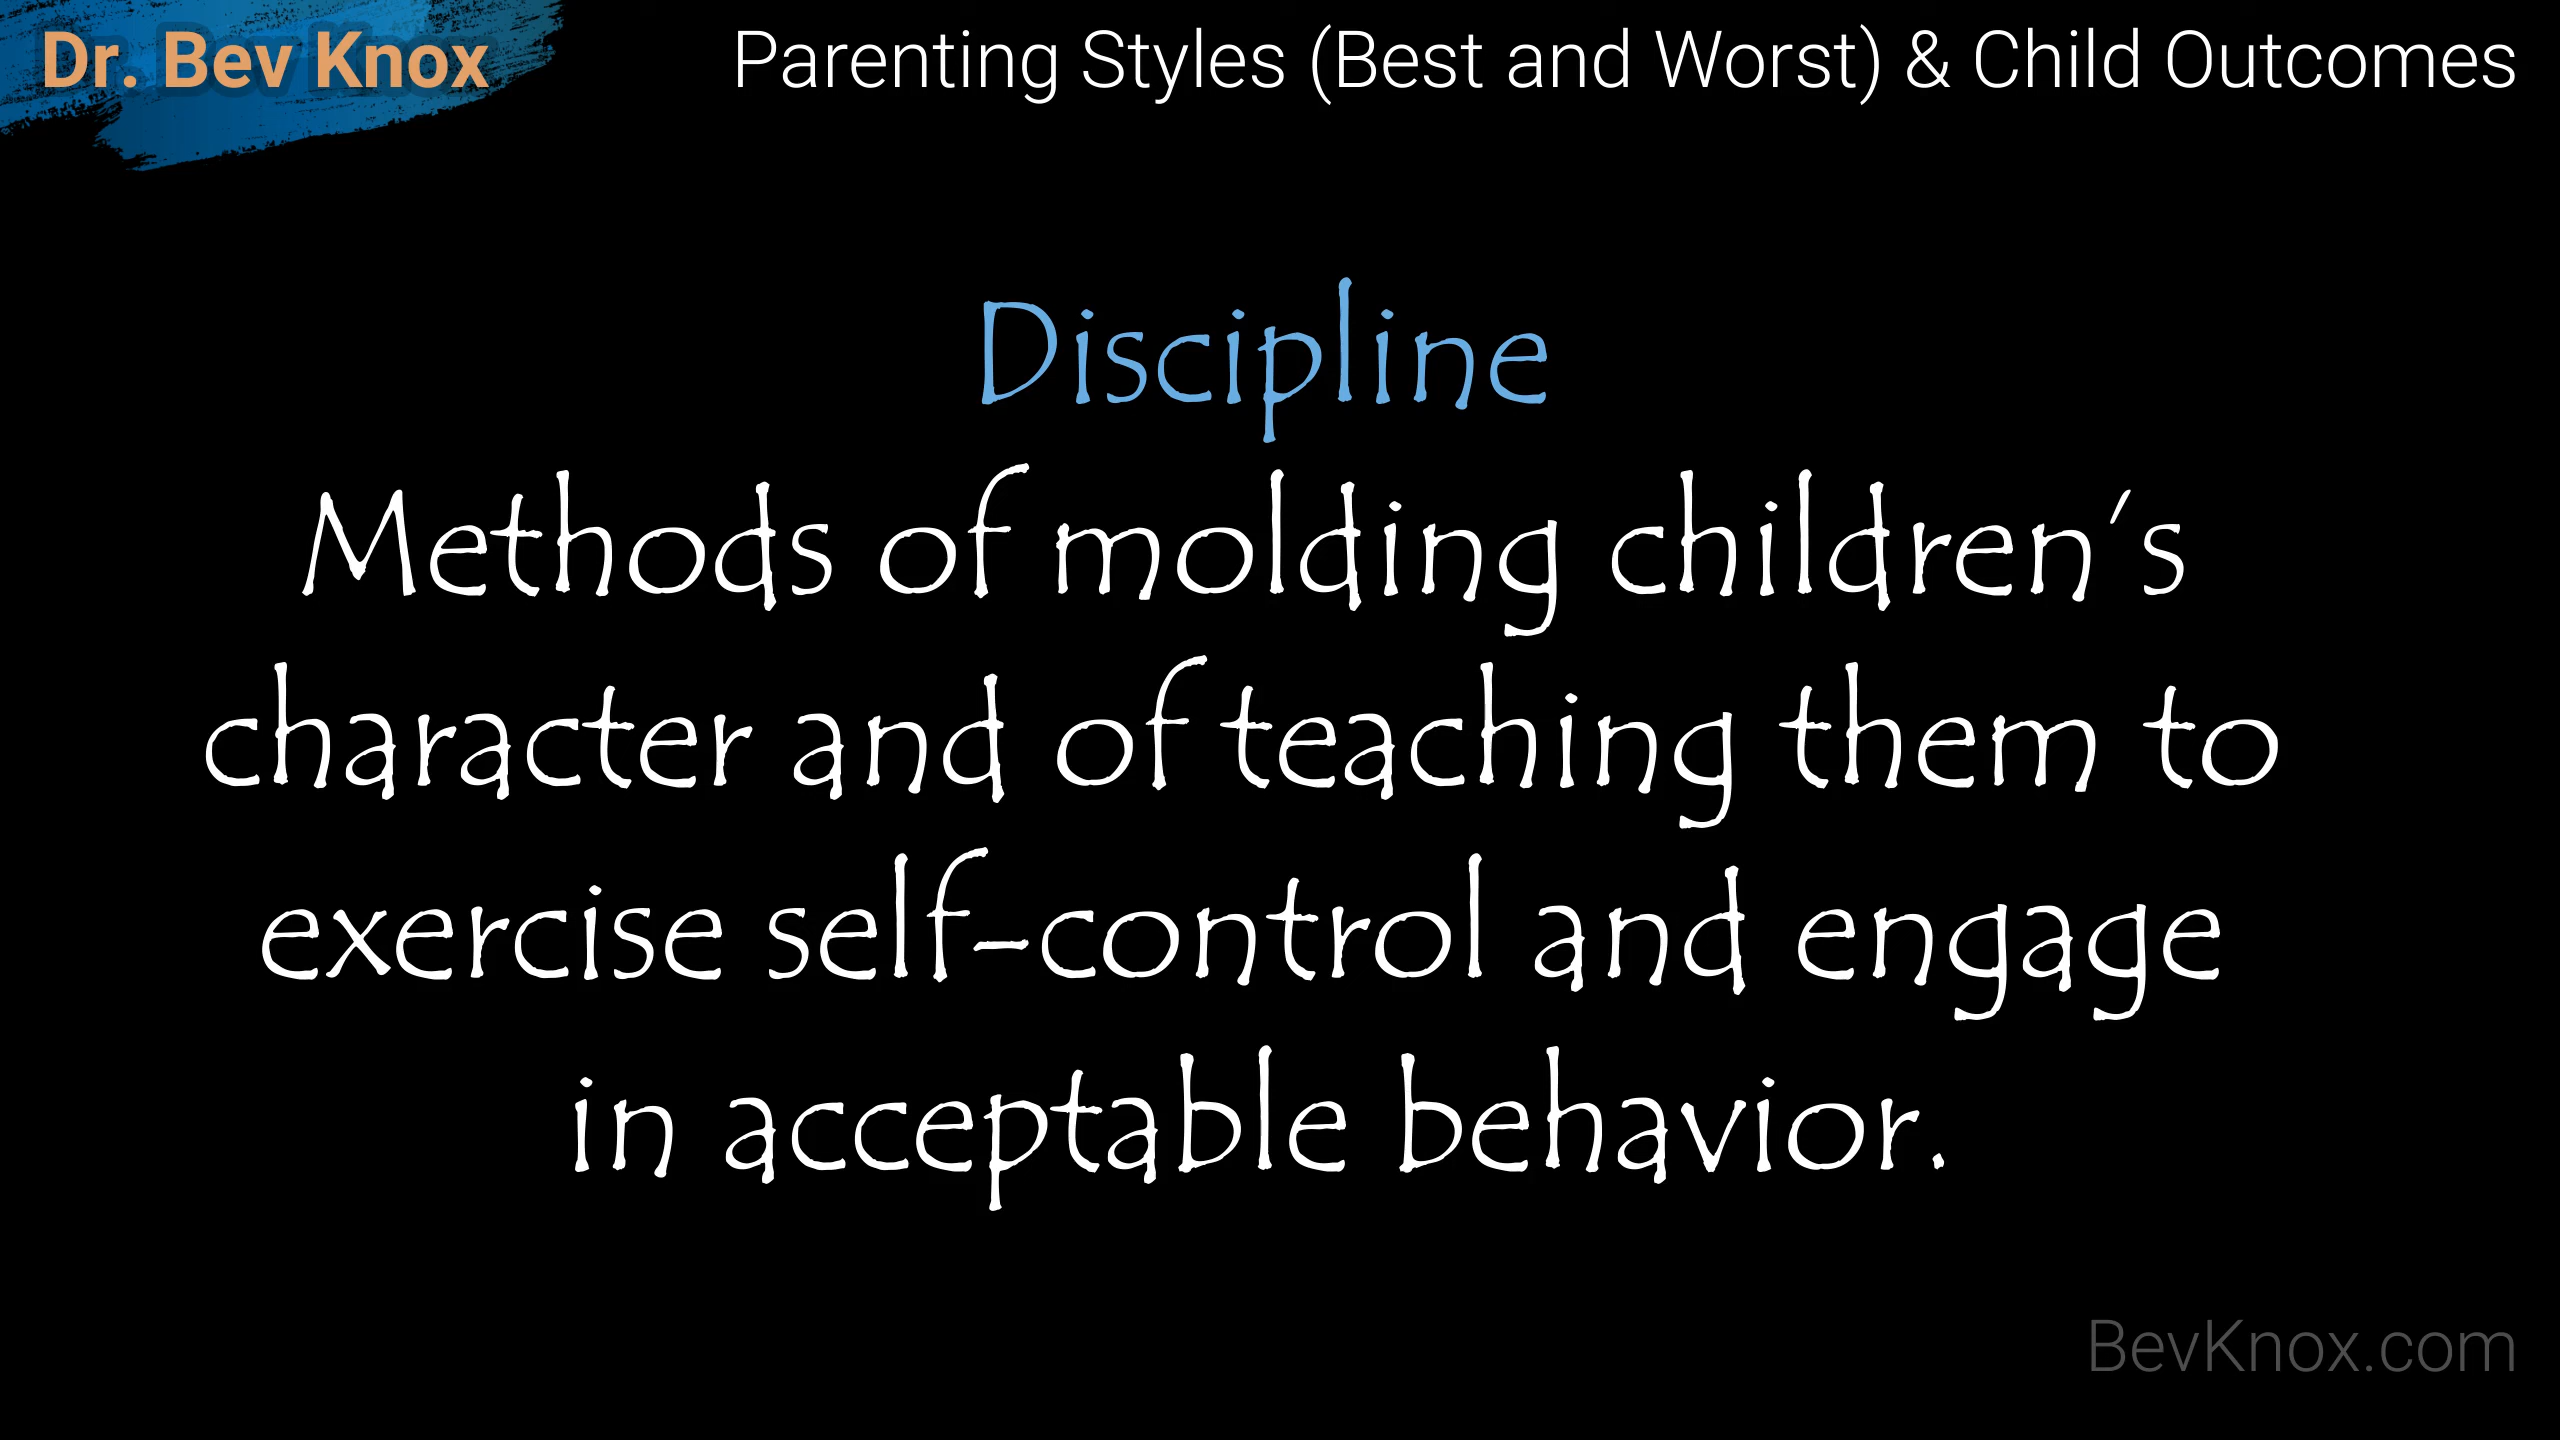 Dr. Bev Knox
Parenting Styles (Best and Worst) & Child Outcomes
Discipline
Methods of molding children's
character and of teaching them to
exercise self-control and engage
in acceptable behavior.
BevKnox.com